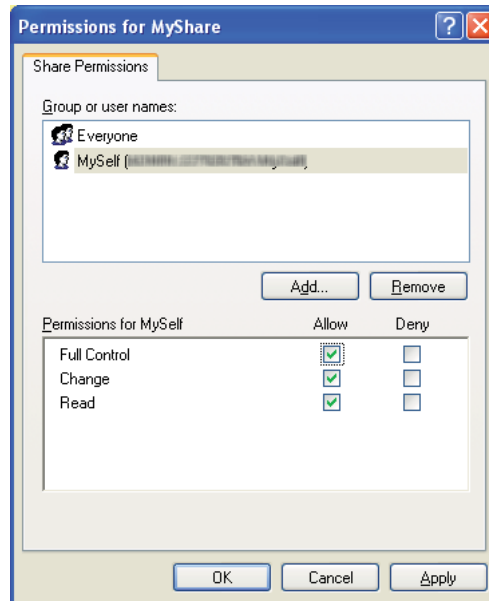 Permissions for MyShare
Share Permissions
Group or user names:
Everyone
MySelf (
Add... Remove
Permissions for MySelf Allow Deny
Full Control
Change
Read
OK Cancel Apply